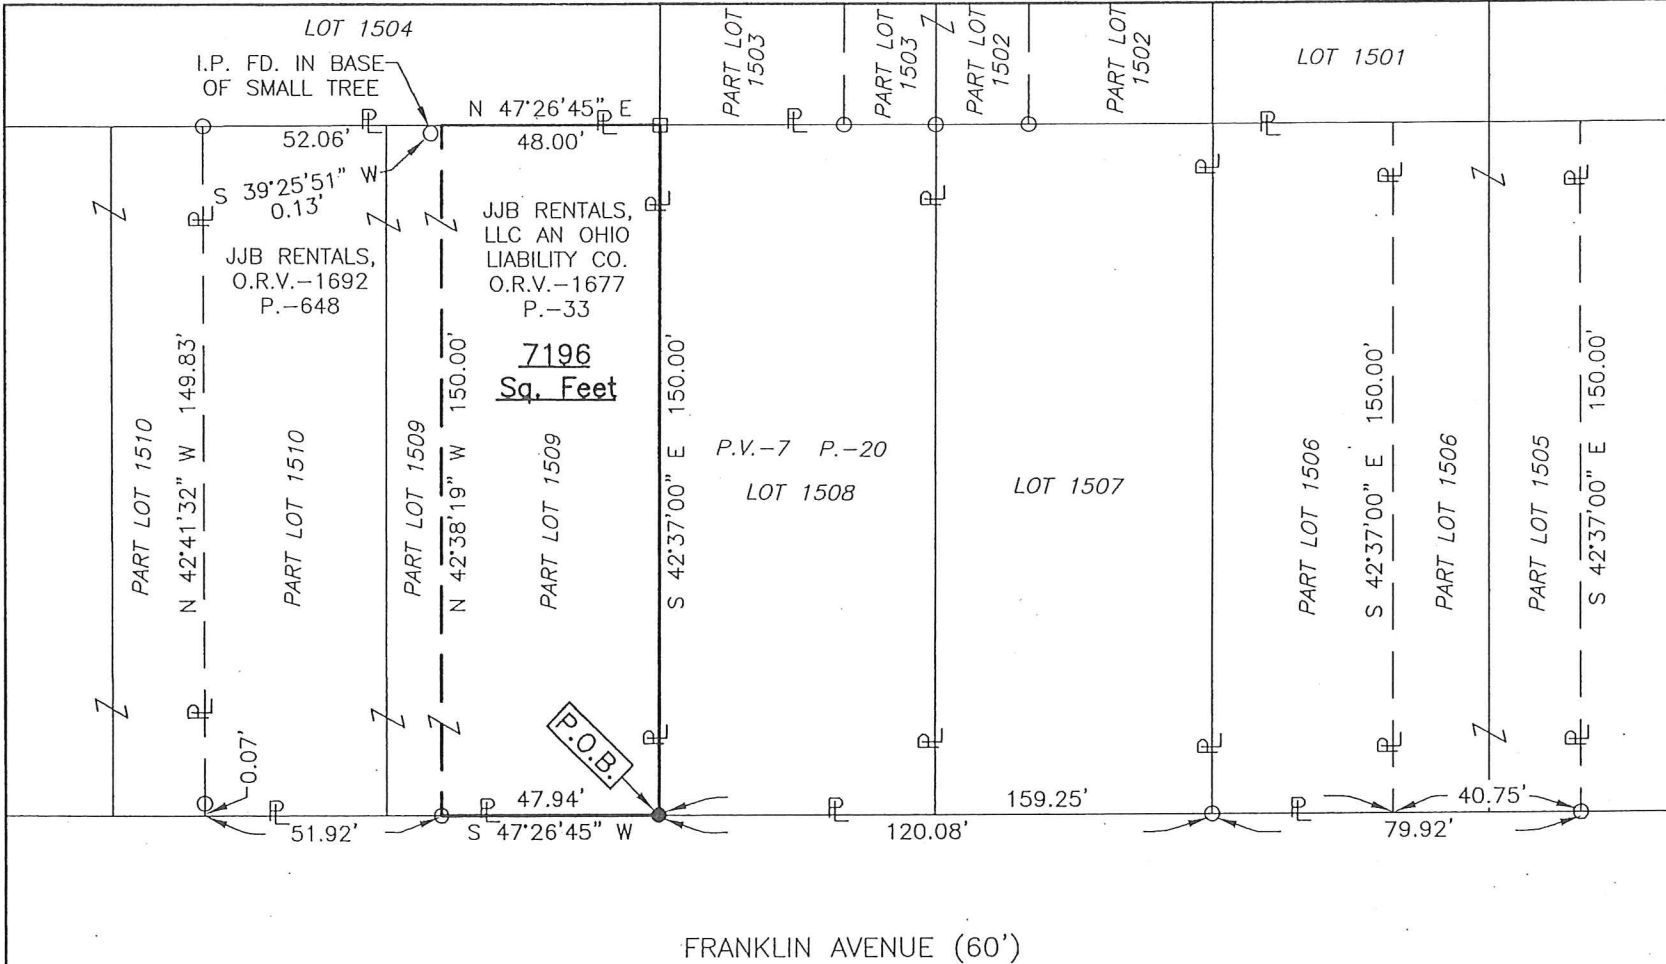 LOT 1504
I.P. FD. IN BASE
OF SMALL TREE
PART LOT
1503
PART LOT
1503
PART LOT
1502
PART LOT
1502
LOT 1501
N 47°26'45" E
52.06'
48.00'
S 39°25'51" W
0.13'
JJB RENTALS,
O.R.V.-1692
P.-648
JJB RENTALS,
LLC AN OHIO
LIABILITY CO.
O.R.V.-1677
P.-33
7196
Sq. Feet
PART LOT 1510
N 42°41'32" W 149.83'
PART LOT 1510
PART LOT 1509
N 42°38'19" W 150.00'
PART LOT 1509
S 42°37'00" E 150.00'
P.V.-7 P.-20
LOT 1508
LOT 1507
PART LOT 1506
S 42°37'00" E 150.00'
PART LOT 1506
PART LOT 1505
S 42°37'00" E 150.00'
P.O.B.
0.07'
51.92'
47.94'
S 47°26'45" W
159.25'
120.08'
40.75'
79.92'
FRANKLIN AVENUE (60')